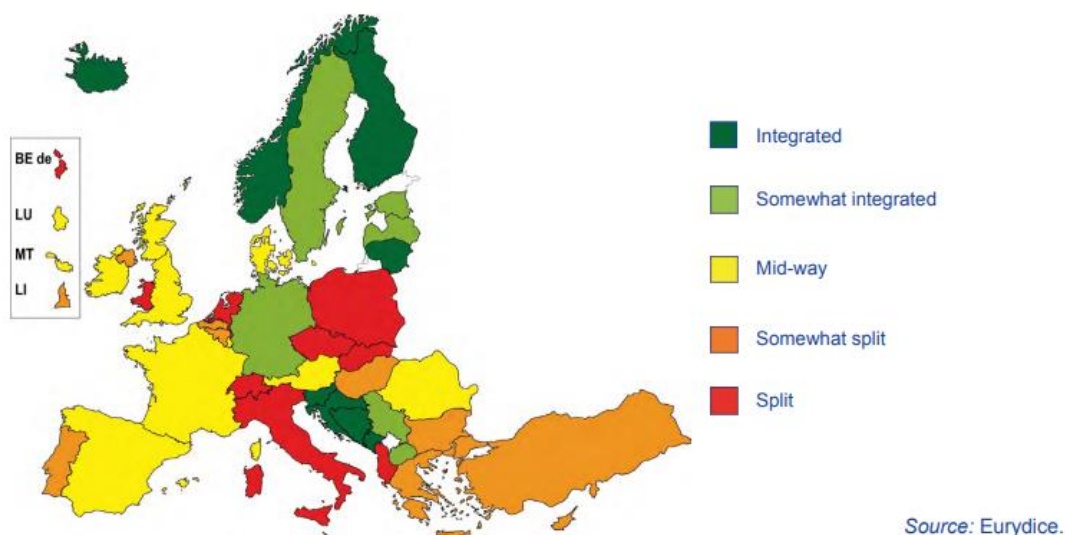 BE de
LU
MT
LI
Integrated
Somewhat integrated
Mid-way
Somewhat split
Split
Source: Eurydice.